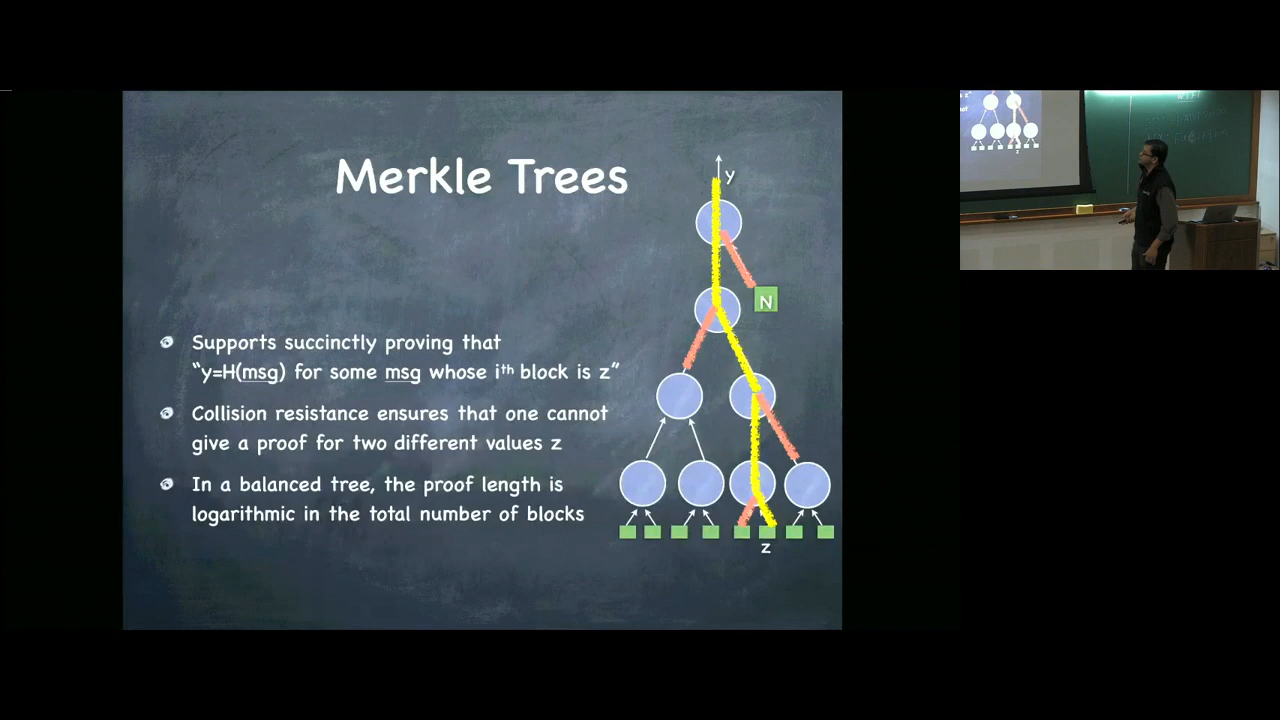 Merkle Trees
y
N
Supports succinctly proving that
“y=H(msg) for some msg whose iᵗʰ block is z”
Collision resistance ensures that one cannot
give a proof for two different values z
In a balanced tree, the proof length is
logarithmic in the total number of blocks
z